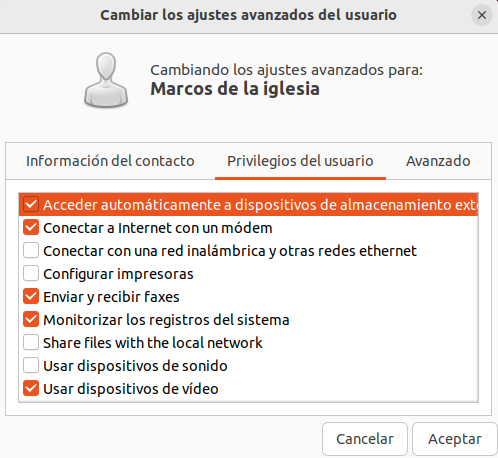 Cambiar los ajustes avanzados del usuario
Cambiando los ajustes avanzados para:
Marcos de la iglesia
Información del contacto
Privilegios del usuario
Avanzado
Acceder automáticamente a dispositivos de almacenamiento exte
Conectar a Internet con un módem
Conectar con una red inalámbrica y otras redes ethernet
Configurar impresoras
Enviar y recibir faxes
Monitorizar los registros del sistema
Share files with the local network
Usar dispositivos de sonido
Usar dispositivos de vídeo
Cancelar
Aceptar